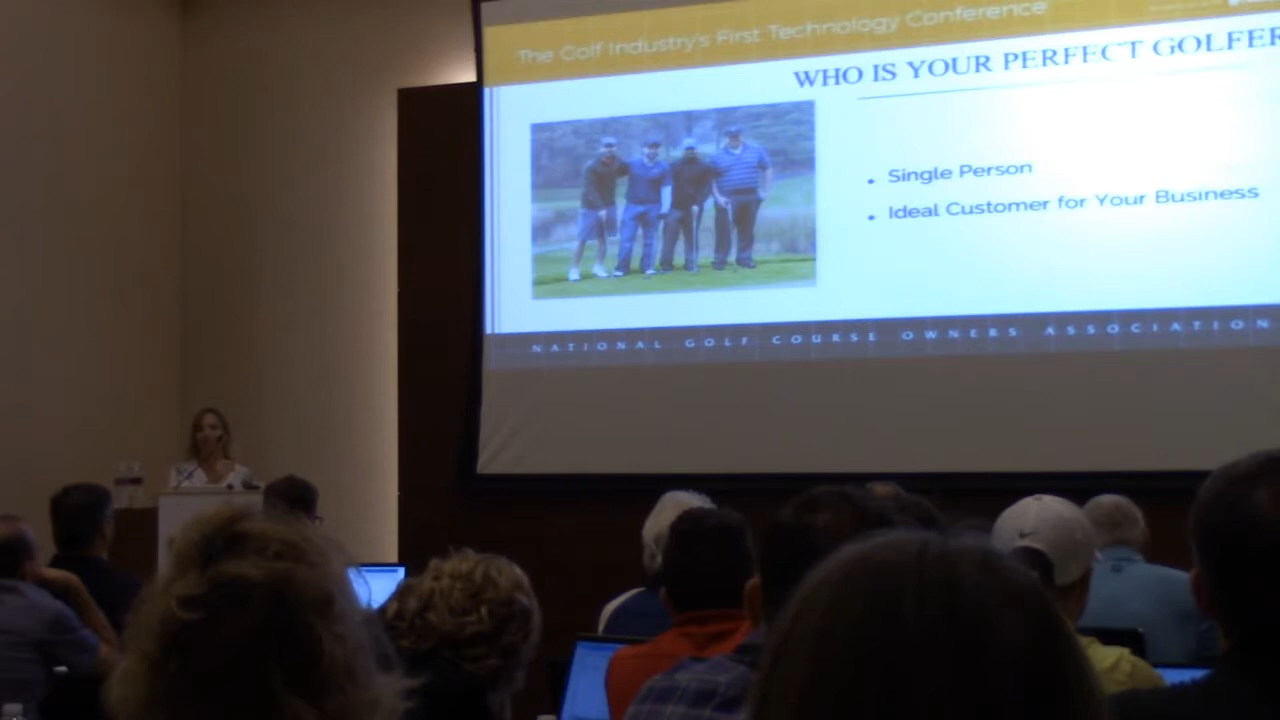 The Golf Industry's First Technology Conference
WHO IS YOUR PERFECT GOLFER
• Single Person
• Ideal Customer for Your Business
NATIONAL GOLF COURSE OWNERS ASSOCIATION